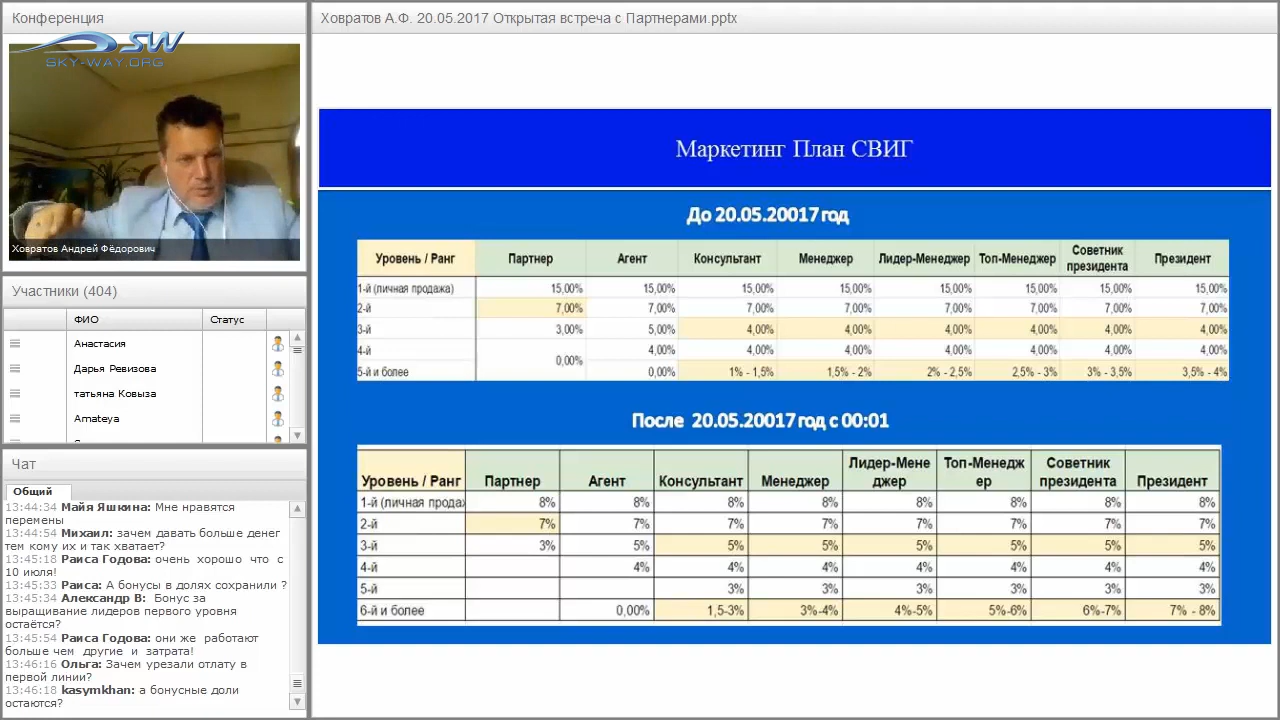 Конференция
SW
SKY-WAY.ORG
Ховратов Андрей Фёдорович
Участники (404)
ФИО Статус
Анастасия
Дарья Ревизова
татьяна Ковыза
Amateya
Чат
Общий
13:44:34 Майя Яшкина: Мне нравятся
перемены
13:44:54 Михаил: зачем давать больше денег
тем кому их и так хватает?
13:45:18 Раиса Годова: очень хорошо что с
10 июля!
13:45:33 Раиса: А бонусы в долях сохранили ?
13:45:34 Александр В: Бонус за
выращивание лидеров первого уровня
остаётся?
13:45:54 Раиса Годова: они же работают
больше чем другие и затрата!
13:46:16 Ольга: Зачем урезали отлату в
первой линии?
13:46:18 kasymkhan: а бонусные доли
остаются?
Ховратов А.Ф. 20.05.2017 Открытая встреча с Партнерами.pptx
Маркетинг План СВИГ
До 20.05.20017 год
Уровень / Ранг Партнер Агент Консультант Менеджер Лидер-Менеджер Топ-Менеджер Советник президента Президент
1-й (личная продажа) 15,00% 15,00% 15,00% 15,00% 15,00% 15,00% 15,00% 15,00%
2-й 7,00% 7,00% 7,00% 7,00% 7,00% 7,00% 7,00% 7,00%
3-й 3,00% 5,00% 4,00% 4,00% 4,00% 4,00% 4,00% 4,00%
4-й 0,00% 4,00% 4,00% 4,00% 4,00% 4,00% 4,00% 4,00%
5-й и более 0,00% 1% - 1,5% 1,5% - 2% 2% - 2,5% 2,5% - 3% 3% - 3,5% 3,5% - 4%
После 20.05.20017 год с 00:01
Уровень / Ранг Партнер Агент Консультант Менеджер Лидер-Мене джер Топ-Менедж ер Советник президента Президент
1-й (личная продаж 8% 8% 8% 8% 8% 8% 8% 8%
2-й 7% 7% 7% 7% 7% 7% 7% 7%
3-й 3% 5% 5% 5% 5% 5% 5% 5%
4-й 4% 4% 4% 4% 4% 4% 4%
5-й 3% 3% 3% 3% 3% 3%
6-й и более 0,00% 1,5-3% 3%-4% 4%-5% 5%-6% 6%-7% 7% - 8%